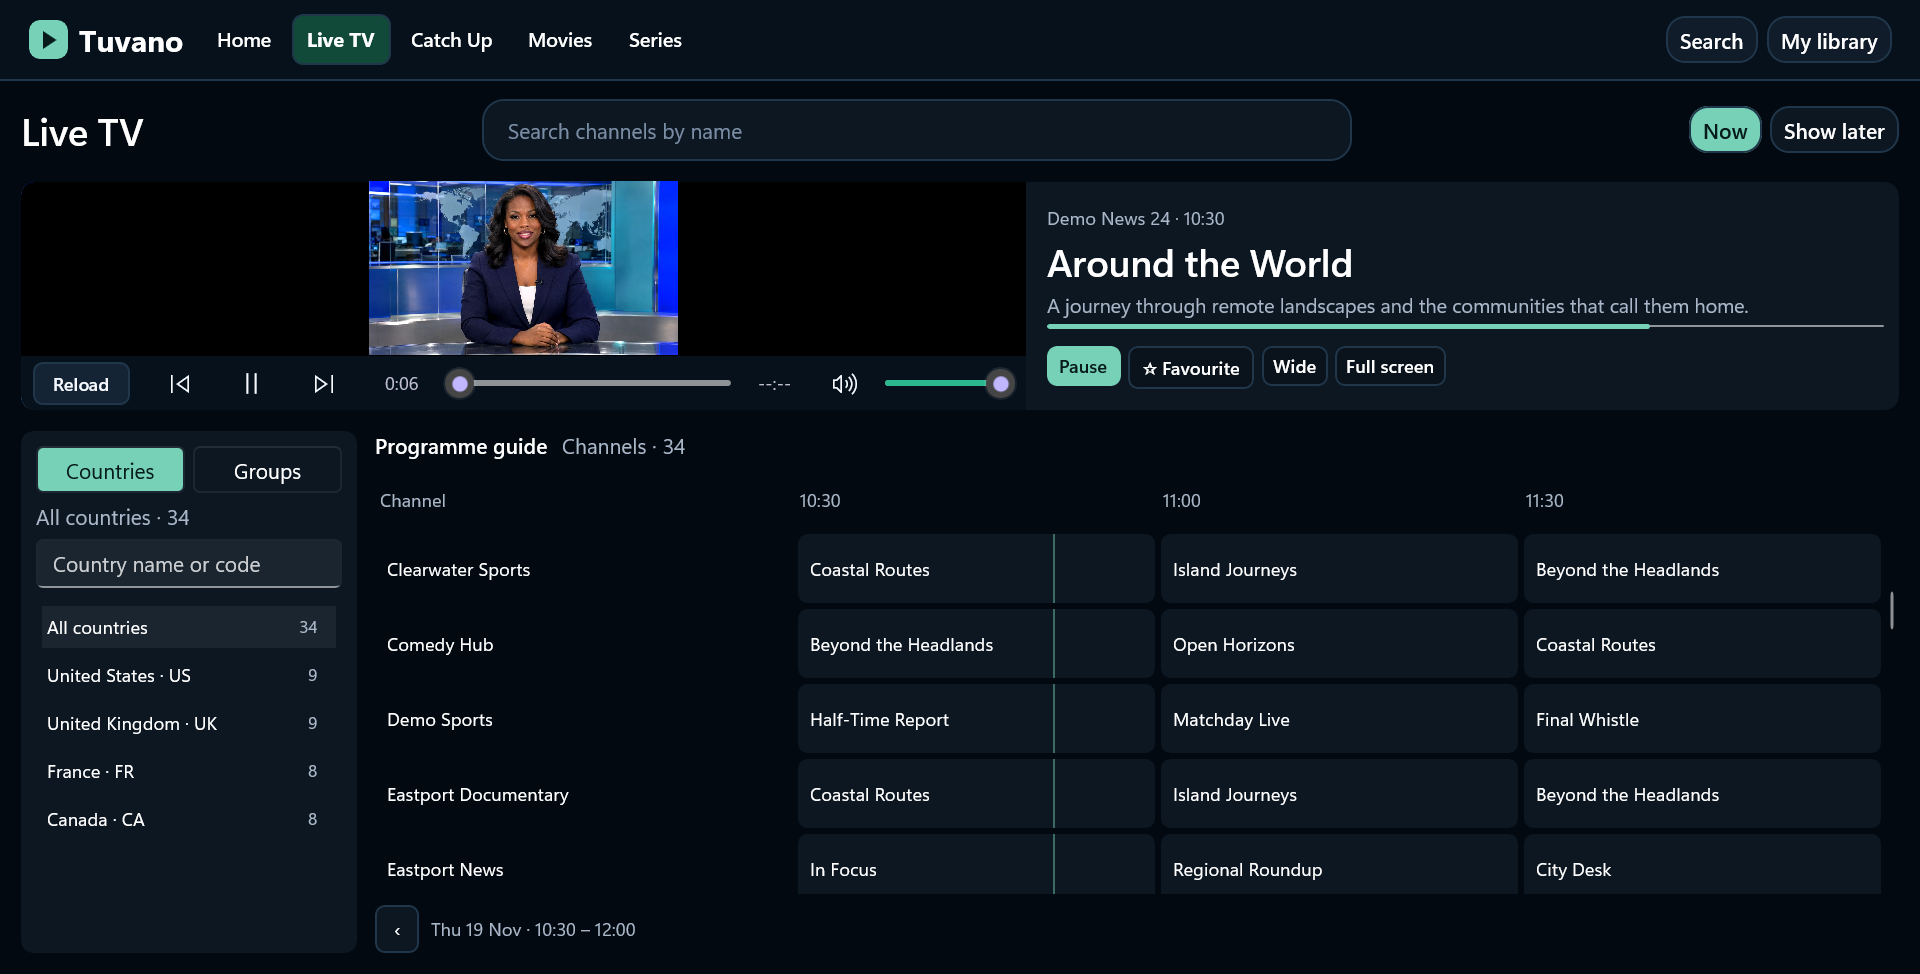 Tuvano
Home
Live TV
Catch Up
Movies
Series
Search
My library
Live TV
Search channels by name
Now
Show later
Demo News 24 · 10:30
Around the World
A journey through remote landscapes and the communities that call them home.
Reload
0:06
--:--
Pause
☆ Favourite
Wide
Full screen
Countries
Groups
All countries · 34
Country name or code
All countries 34
United States · US 9
United Kingdom · UK 9
France · FR 8
Canada · CA 8
Programme guide Channels · 34
Channel 10:30 11:00 11:30
Clearwater Sports Coastal Routes Island Journeys Beyond the Headlands
Comedy Hub Beyond the Headlands Open Horizons Coastal Routes
Demo Sports Half-Time Report Matchday Live Final Whistle
Eastport Documentary Coastal Routes Island Journeys Beyond the Headlands
Eastport News In Focus Regional Roundup City Desk
‹ Thu 19 Nov · 10:30 – 12:00